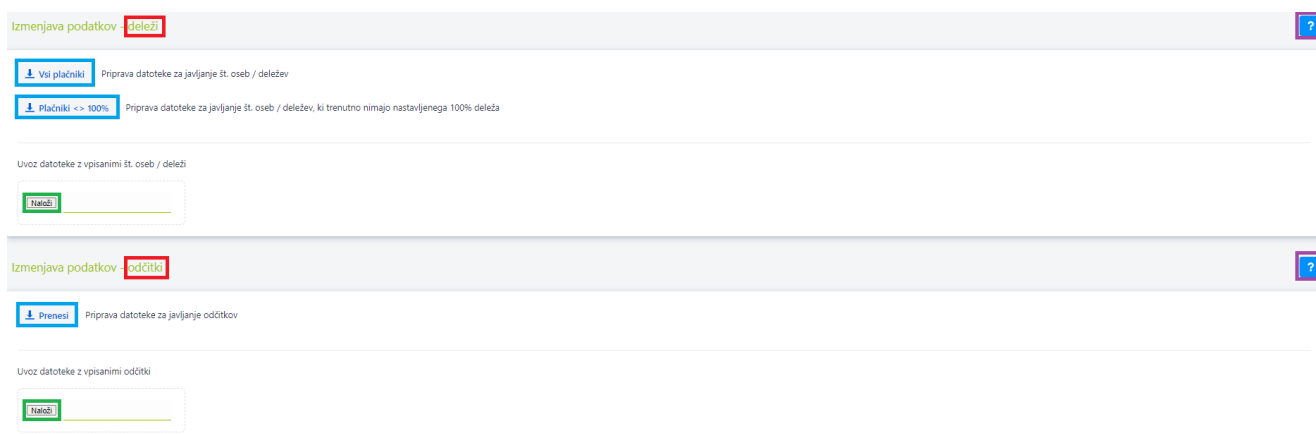 Izmenjava podatkov - deleži
?
Vsi plačniki Priprava datoteke za javljanje št. oseb / deležev
Plačniki <> 100% Priprava datoteke za javljanje št. oseb / deležev, ki trenutno nimajo nastavljenega 100% deleža
Uvoz datoteke z vpisanimi št. oseb / deleži
Naloži
Izmenjava podatkov - odčitki
?
Prenesi Priprava datoteke za javljanje odčitkov
Uvoz datoteke z vpisanimi odčitki
Naloži